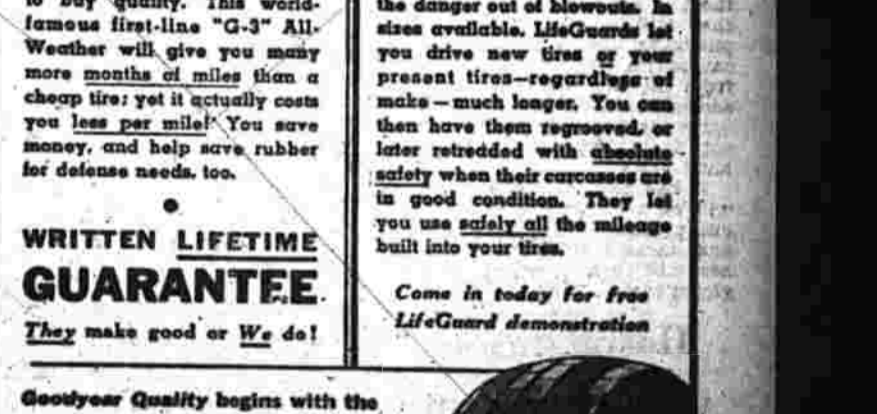 to buy quality. This world-
famous first-line "G-3" All-
Weather will give you many
more months of miles than a
cheap tire; yet it actually costs
you less per mile! You save
money, and help save rubber
for defense needs, too.
WRITTEN LIFETIME
GUARANTEE
They make good or We do!
the danger out of blowouts. In
sizes available. LifeGuards let
you drive new tires or your
present tires—regardless of
make—much longer. You can
then have them regrooved, or
later retreaded with absolute
safety when their carcasses are
in good condition. They let
you use safely all the mileage
built into your tires.
Come in today for free
LifeGuard demonstration
Goodyear Quality begins with the